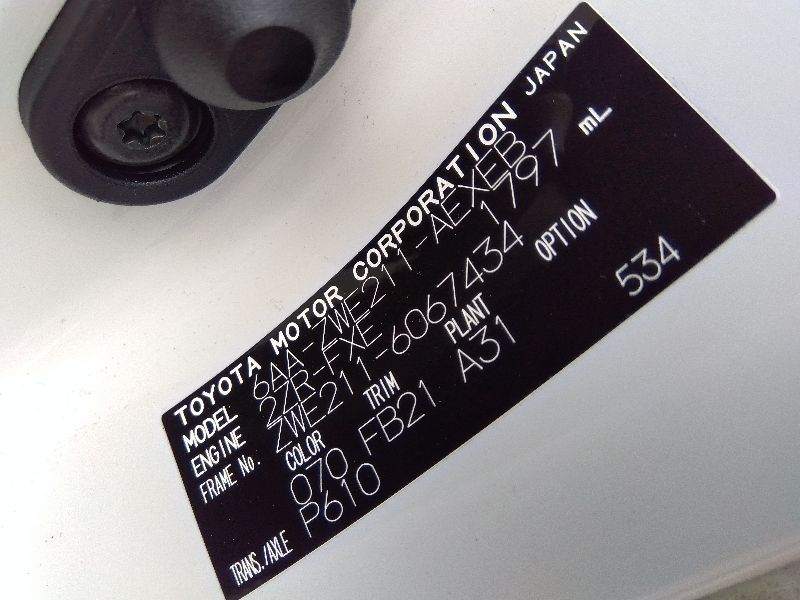 TOYOTA MOTOR CORPORATION JAPAN
MODEL 6AA-ZWE211-AEXEB
ENGINE 2ZR-FXE 1797 mL
FRAME No. ZWE211-6067434
COLOR TRIM PLANT OPTION
070 FB21 A31 534
TRANS./AXLE P610